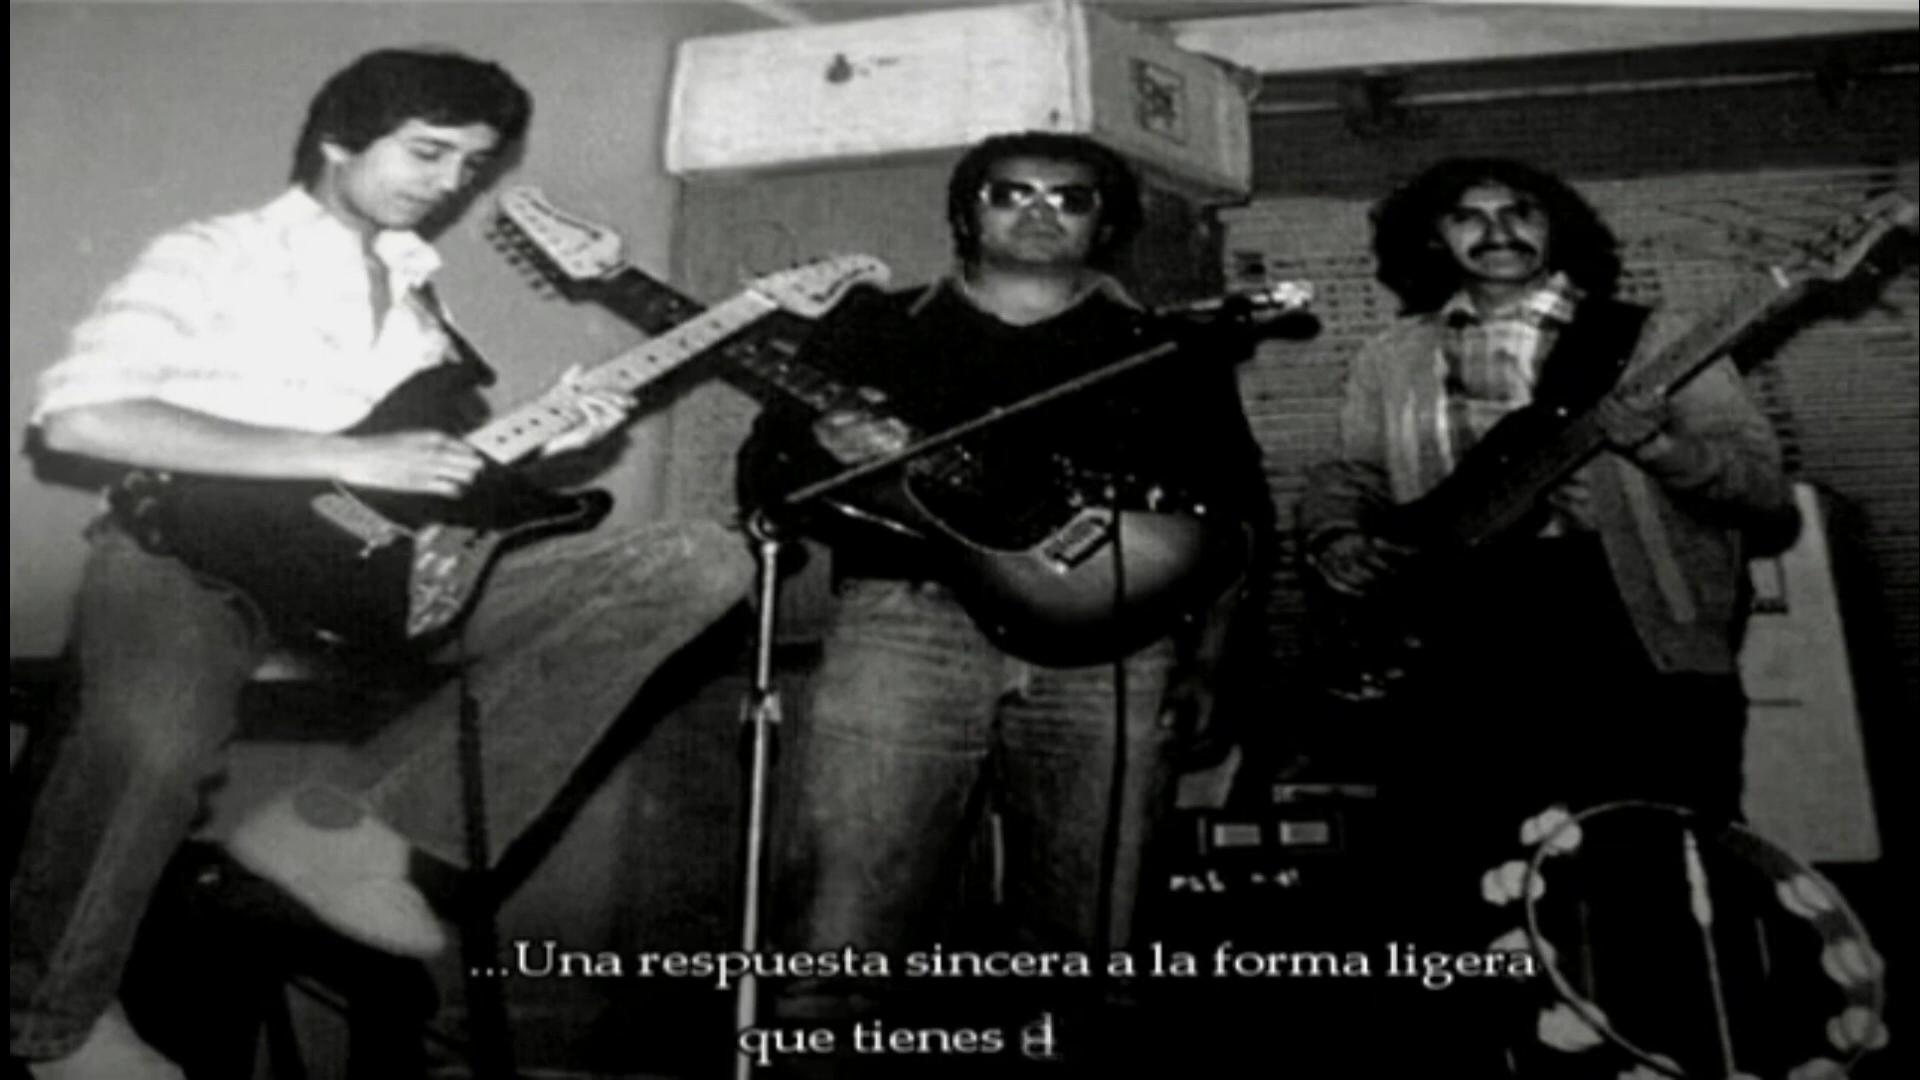 ...Una respuesta sincera a la forma ligera
que tienes